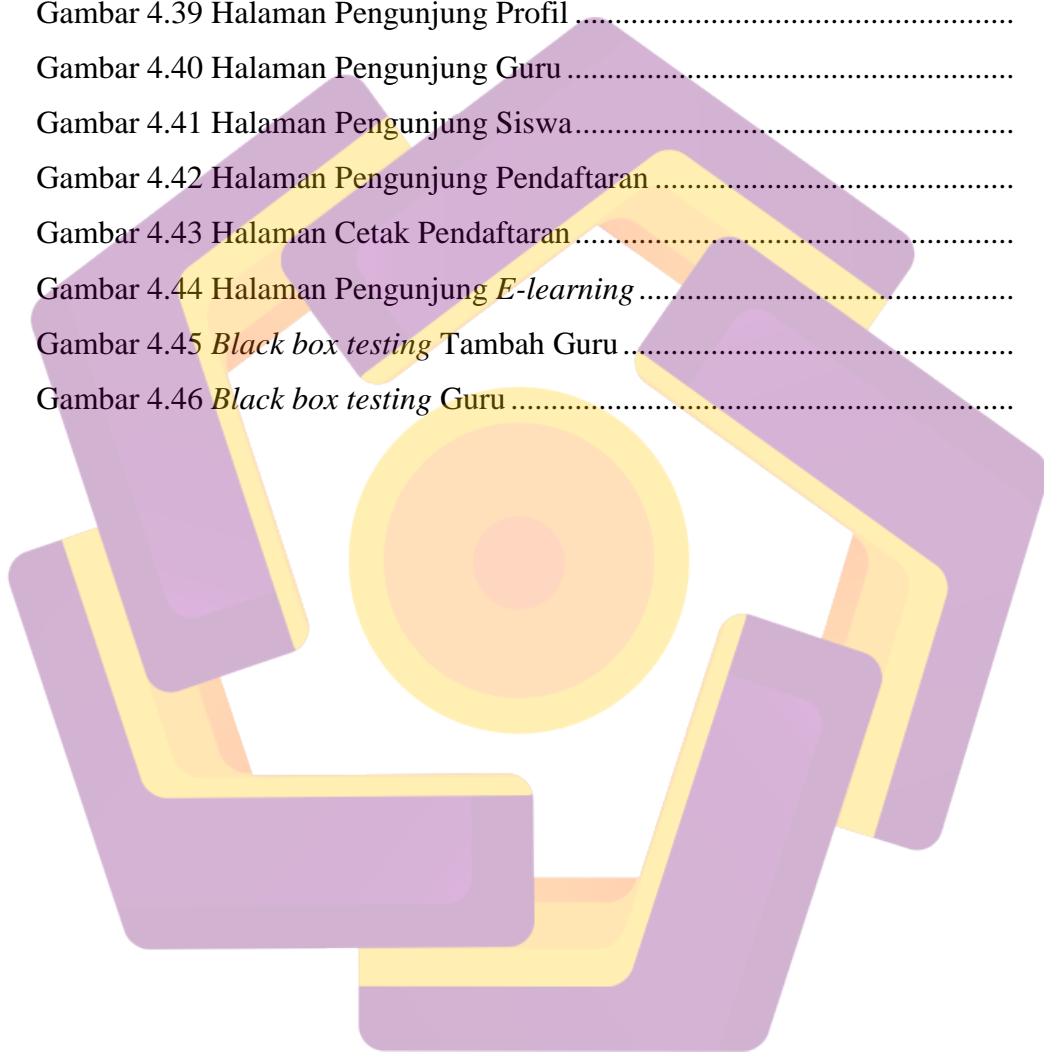 Gambar 4.39 Halaman Pengunjung Profil ........................................................
Gambar 4.40 Halaman Pengunjung Guru .........................................................
Gambar 4.41 Halaman Pengunjung Siswa........................................................
Gambar 4.42 Halaman Pengunjung Pendaftaran .............................................
Gambar 4.43 Halaman Cetak Pendaftaran ........................................................
Gambar 4.44 Halaman Pengunjung E-learning ................................................
Gambar 4.45 Black box testing Tambah Guru ..................................................
Gambar 4.46 Black box testing Guru ................................................................